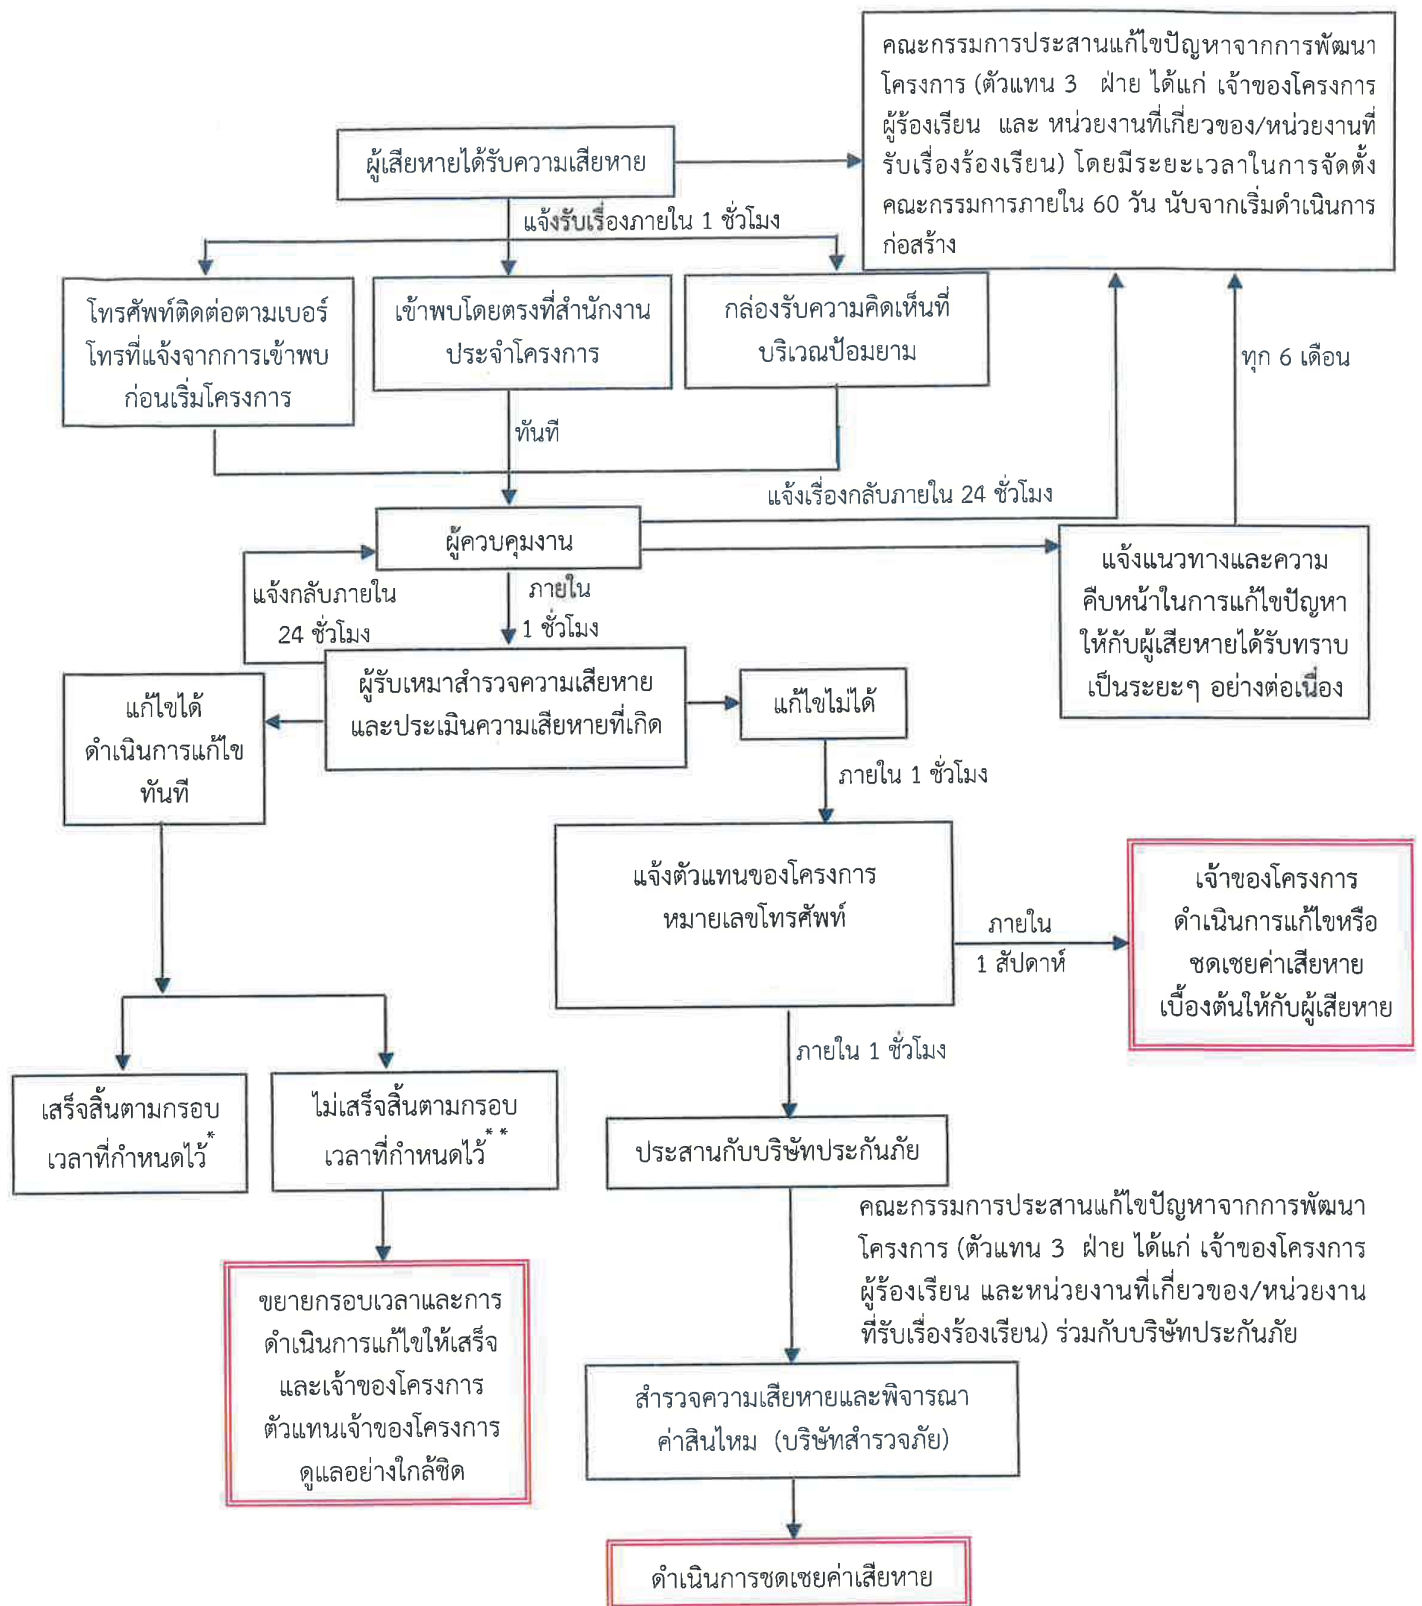 คณะกรรมการประสานแก้ไขปัญหาจากการพัฒนา
โครงการ (ตัวแทน 3 ฝ่าย ได้แก่ เจ้าของโครงการ
ผู้ร้องเรียน และ หน่วยงานที่เกี่ยวของ/หน่วยงานที่
รับเรื่องร้องเรียน) โดยมีระยะเวลาในการจัดตั้ง
คณะกรรมการภายใน 60 วัน นับจากเริ่มดำเนินการ
ก่อสร้าง
ผู้เสียหายได้รับความเสียหาย
แจ้งรับเรื่องภายใน 1 ชั่วโมง
โทรศัพท์ติดต่อตามเบอร์
โทรที่แจ้งจากการเข้าพบ
ก่อนเริ่มโครงการ
เข้าพบโดยตรงที่สำนักงาน
ประจำโครงการ
กล่องรับความคิดเห็นที่
บริเวณป้อมยาม
ทุก 6 เดือน
ทันที
แจ้งเรื่องกลับภายใน 24 ชั่วโมง
ผู้ควบคุมงาน
แจ้งแนวทางและความ
คืบหน้าในการแก้ไขปัญหา
ให้กับผู้เสียหายได้รับทราบ
เป็นระยะๆ อย่างต่อเนื่อง
แจ้งกลับภายใน
24 ชั่วโมง
ภายใน
1 ชั่วโมง
ผู้รับเหมาสำรวจความเสียหาย
และประเมินความเสียหายที่เกิด
แก้ไขได้
ดำเนินการแก้ไข
ทันที
แก้ไขไม่ได้
ภายใน 1 ชั่วโมง
แจ้งตัวแทนของโครงการ
หมายเลขโทรศัพท์
ภายใน
1 สัปดาห์
เจ้าของโครงการ
ดำเนินการแก้ไขหรือ
ชดเชยค่าเสียหาย
เบื้องต้นให้กับผู้เสียหาย
ภายใน 1 ชั่วโมง
เสร็จสิ้นตามกรอบ
เวลาที่กำหนดไว้*
ไม่เสร็จสิ้นตามกรอบ
เวลาที่กำหนดไว้**
ประสานกับบริษัทประกันภัย
คณะกรรมการประสานแก้ไขปัญหาจากการพัฒนา
โครงการ (ตัวแทน 3 ฝ่าย ได้แก่ เจ้าของโครงการ
ผู้ร้องเรียน และหน่วยงานที่เกี่ยวของ/หน่วยงาน
ที่รับเรื่องร้องเรียน) ร่วมกับบริษัทประกันภัย
ขยายกรอบเวลาและการ
ดำเนินการแก้ไขให้เสร็จ
และเจ้าของโครงการ
ตัวแทนเจ้าของโครงการ
ดูแลอย่างใกล้ชิด
สำรวจความเสียหายและพิจารณา
ค่าสินไหม (บริษัทสำรวจภัย)
ดำเนินการชดเชยค่าเสียหาย